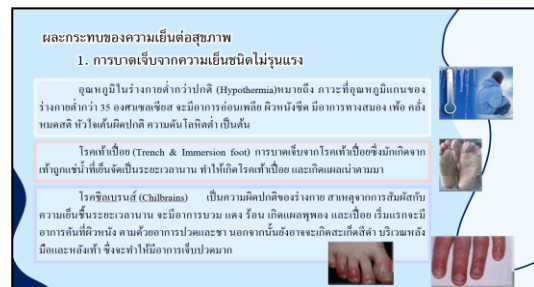 ผลกระทบของความเย็นต่อสุขภาพ
1. การบาดเจ็บจากความเย็นชนิดไม่รุนแรง
อุณหภูมิในร่างกายต่ำกว่าปกติ (Hypothermia)หมายถึง ภาวะที่อุณหภูมิแกนของ
ร่างกายต่ำกว่า 35 องศาเซลเซียส จะมีอาการอ่อนเพลีย ผิวหนังซีด มีอาการทางสมอง เพ้อ คลั่ง
หมดสติ หัวใจเต้นผิดปกติ ความดันโลหิตต่ำ เป็นต้น
โรคเท้าเปื่อย (Trench & Immersion foot) การบาดเจ็บจากโรคเท้าเปื่อยซึ่งมักเกิดจาก
เท้าถูกแช่น้ำที่เย็นจัดเป็นระยะเวลานาน ทำให้เกิดโรคเท้าเปื่อย และเกิดแผลเน่าตามมา
โรคชิลเบรนส์ (Chilbrains) เป็นความผิดปกติของร่างกาย สาเหตุจากการสัมผัสกับ
ความเย็นชื้นระยะเวลานาน จะมีอาการบวม แดง ร้อน เกิดแผลพุพอง และเปื่อย เริ่มแรกจะมี
อาการคันที่ผิวหนัง ตามด้วยอาการปวดและชา นอกจากนั้นยังอาจจะเกิดสะเก็ดสีดำ บริเวณหลัง
มือและหลังเท้า ซึ่งจะทำให้มีอาการเจ็บปวดมาก